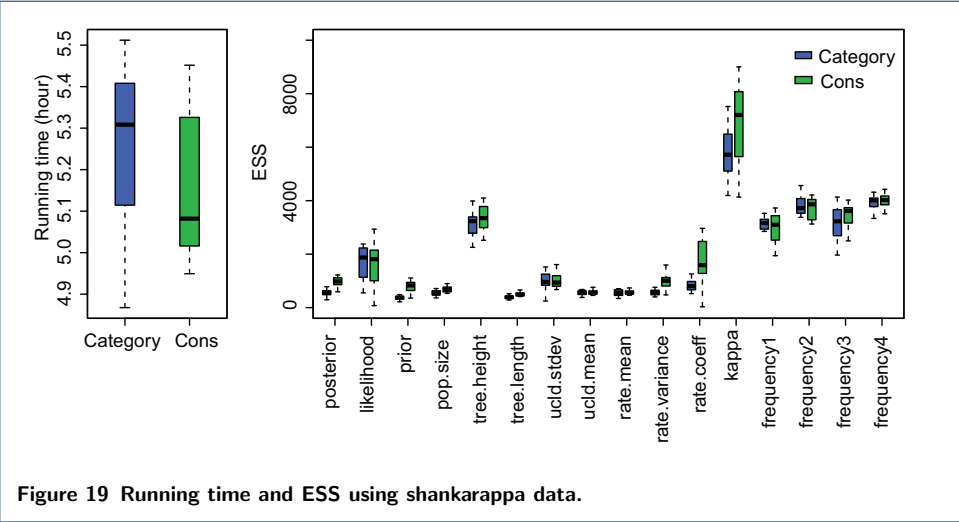 Running time (hour)
5.5
5.4
5.3
5.2
5.1
5.0
4.9
Category Cons
ESS
8000
4000
0
Category
Cons
posterior
likelihood
prior
pop.size
tree.height
tree.length
ucld.stdev
ucld.mean
rate.mean
rate.variance
rate.coeff
kappa
frequency1
frequency2
frequency3
frequency4
Figure 19 Running time and ESS using shankarappa data.